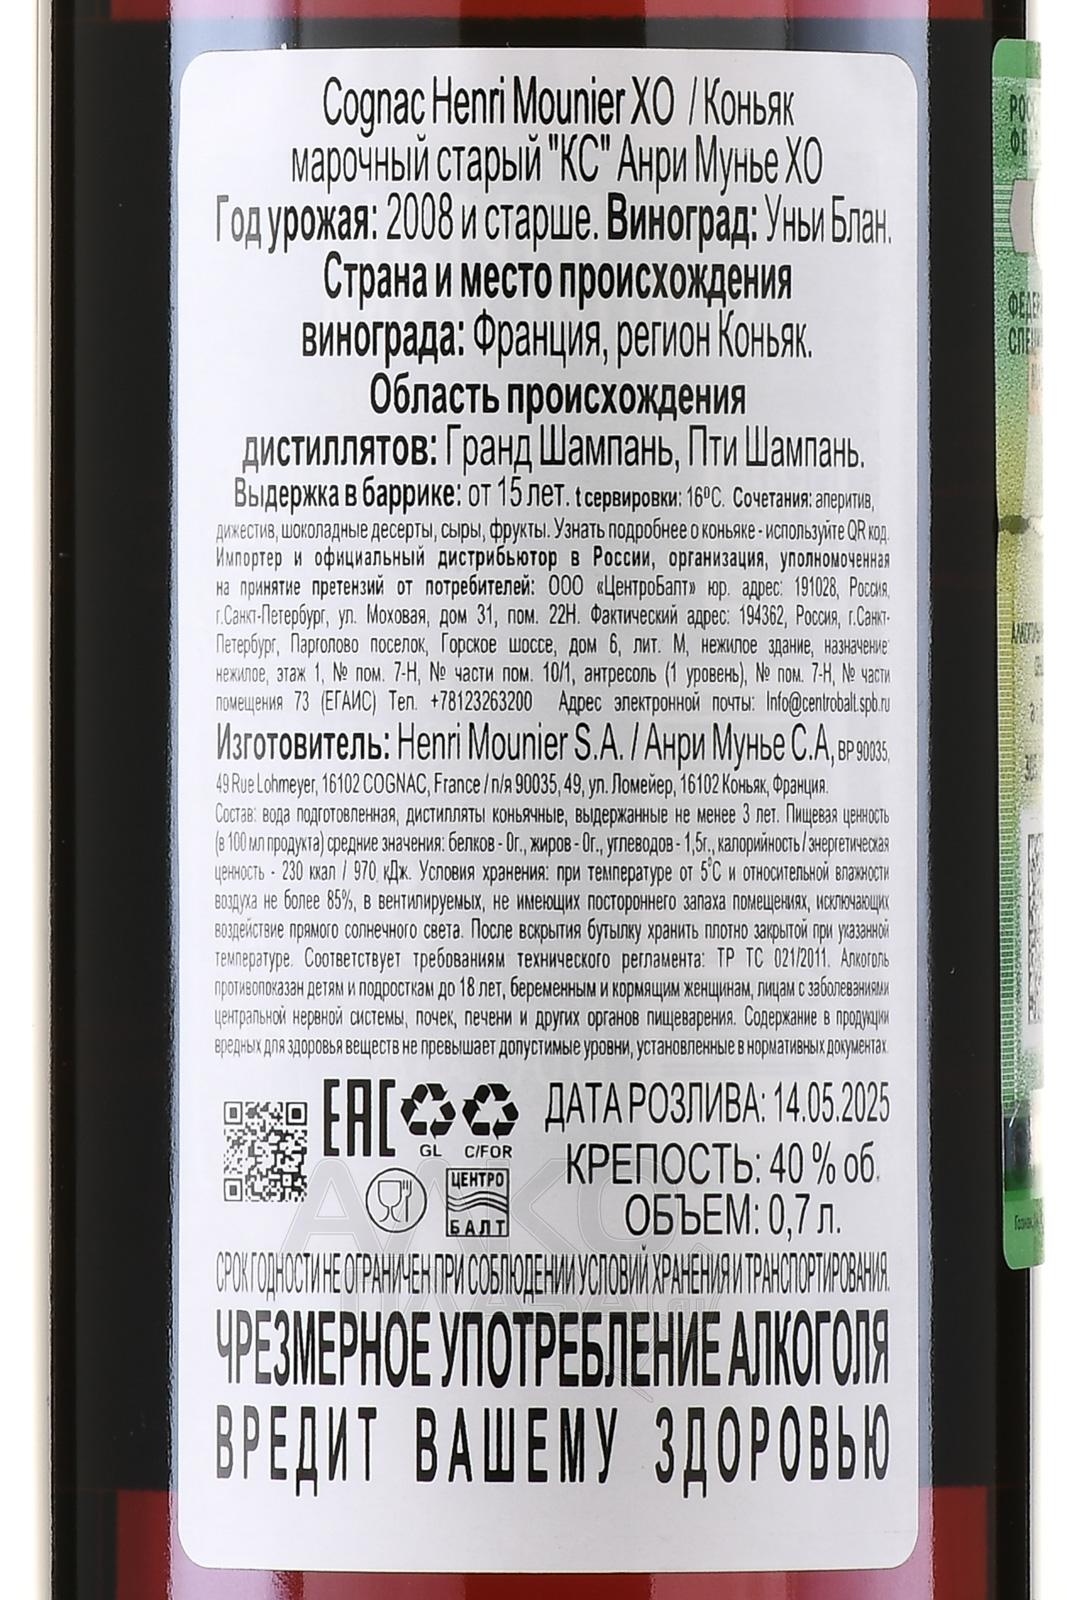 Cognac Henri Mounier XO / Коньяк
марочный старый "КС" Анри Мунье ХО
Год урожая: 2008 и старше. Виноград: Уньи Блан.
Страна и место происхождения
винограда: Франция, регион Коньяк.
Область происхождения
дистиллятов: Гранд Шампань, Пти Шампань.
Выдержка в баррике: от 15 лет. t сервировки: 16ºС. Сочетания: аперитив,
дижестив, шоколадные десерты, сыры, фрукты. Узнать подробнее о коньяке - используйте QR код.
Импортер и официальный дистрибьютор в России, организация, уполномоченная
на принятие претензий от потребителей: ООО «ЦентроБалт» юр. адрес: 191028, Россия,
г.Санкт-Петербург, ул. Моховая, дом 31, пом. 22Н. Фактический адрес: 194362, Россия, г.Санкт-
Петербург, Парголово поселок, Горское шоссе, дом 6, лит. М, нежилое здание, назначение:
нежилое, этаж 1, № пом. 7-Н, № части пом. 10/1, антресоль (1 уровень), № пом. 7-Н, № части
помещения 73 (ЕГАИС) Тел. +78123263200 Адрес электронной почты: Info@centrobalt.spb.ru
Изготовитель: Henri Mounier S.A. / Анри Мунье С.А, BP 90035,
49 Rue Lohmeyer, 16102 COGNAC, France / п/я 90035, 49, ул. Ломейер, 16102 Коньяк, Франция.
Состав: вода подготовленная, дистилляты коньячные, выдержанные не менее 3 лет. Пищевая ценность
(в 100 мл продукта) средние значения: белков - 0г., жиров - 0г., углеводов - 1,5г., калорийность / энергетическая
ценность - 230 ккал / 970 кДж. Условия хранения: при температуре от 5°С и относительной влажности
воздуха не более 85%, в вентилируемых, не имеющих постороннего запаха помещениях, исключающих
воздействие прямого солнечного света. После вскрытия бутылку хранить плотно закрытой при указанной
температуре. Соответствует требованиям технического регламента: ТР ТС 021/2011. Алкоголь
противопоказан детям и подросткам до 18 лет, беременным и кормящим женщинам, лицам с заболеваниями
центральной нервной системы, почек, печени и других органов пищеварения. Содержание в продукции
вредных для здоровья веществ не превышает допустимые уровни, установленные в нормативных документах.
ЕАС
GL C/FOR
ЦЕНТРО
БАЛТ
ДАТА РОЗЛИВА: 14.05.2025
КРЕПОСТЬ: 40 % об.
ОБЪЕМ: 0,7 л.
СРОК ГОДНОСТИ НЕ ОГРАНИЧЕН ПРИ СОБЛЮДЕНИИ УСЛОВИЙ ХРАНЕНИЯ И ТРАНСПОРТИРОВАНИЯ.
ЧРЕЗМЕРНОЕ УПОТРЕБЛЕНИЕ АЛКОГОЛЯ
ВРЕДИТ ВАШЕМУ ЗДОРОВЬЮ